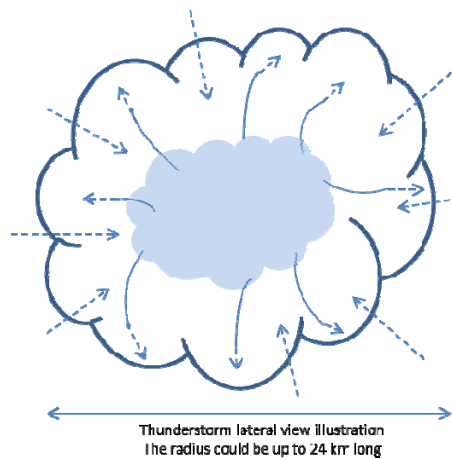 Thunderstorm lateral view illustration
The radius could be up to 24 km long